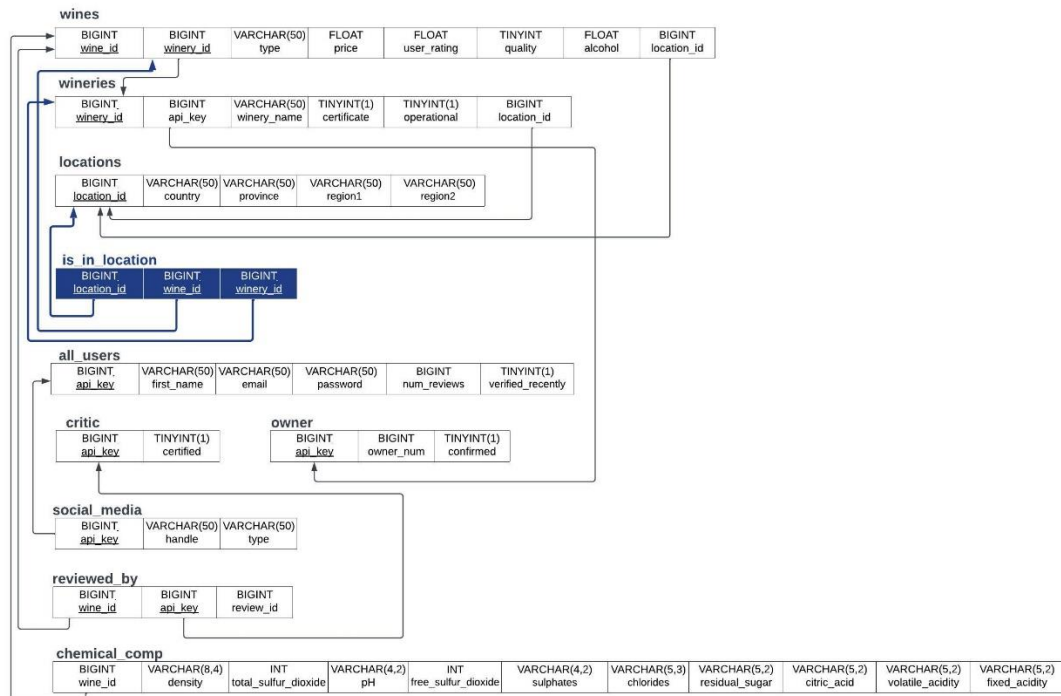 wines
BIGINT BIGINT VARCHAR(50) FLOAT FLOAT TINYINT FLOAT BIGINT
wine_id winery_id type price user_rating quality alcohol location_id
wineries
BIGINT BIGINT VARCHAR(50) TINYINT(1) TINYINT(1) BIGINT
winery_id api_key winery_name certificate operational location_id
locations
BIGINT VARCHAR(50) VARCHAR(50) VARCHAR(50) VARCHAR(50)
location_id country province region1 region2
is_in_location
BIGINT BIGINT BIGINT
location_id wine_id winery_id
all_users
BIGINT VARCHAR(50) VARCHAR(50) VARCHAR(50) BIGINT TINYINT(1)
api_key first_name email password num_reviews verified_recently
critic owner
BIGINT TINYINT(1) BIGINT BIGINT TINYINT(1)
api_key certified api_key owner_num confirmed
social_media
BIGINT VARCHAR(50) VARCHAR(50)
api_key handle type
reviewed_by
BIGINT BIGINT BIGINT
wine_id api_key review_id
chemical_comp
BIGINT VARCHAR(8,4) INT VARCHAR(4,2) INT VARCHAR(4,2) VARCHAR(5,3) VARCHAR(5,2) VARCHAR(5,2) VARCHAR(5,2) VARCHAR(5,2)
wine_id density total_sulfur_dioxide pH free_sulfur_dioxide sulphates chlorides residual_sugar citric_acid volatile_acidity fixed_acidity